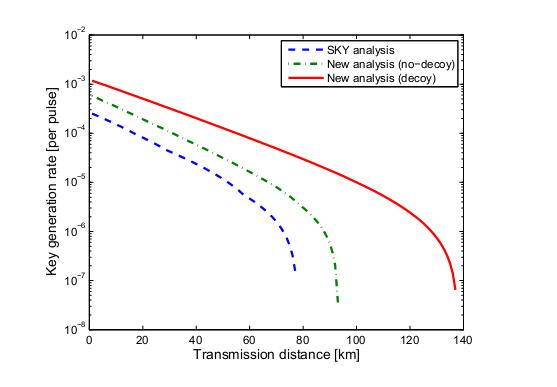 SKY analysis
New analysis (no−decoy)
New analysis (decoy)
Key generation rate [per pulse]
10−2
10−3
10−4
10−5
10−6
10−7
10−8
0 20 40 60 80 100 120 140
Transmission distance [km]